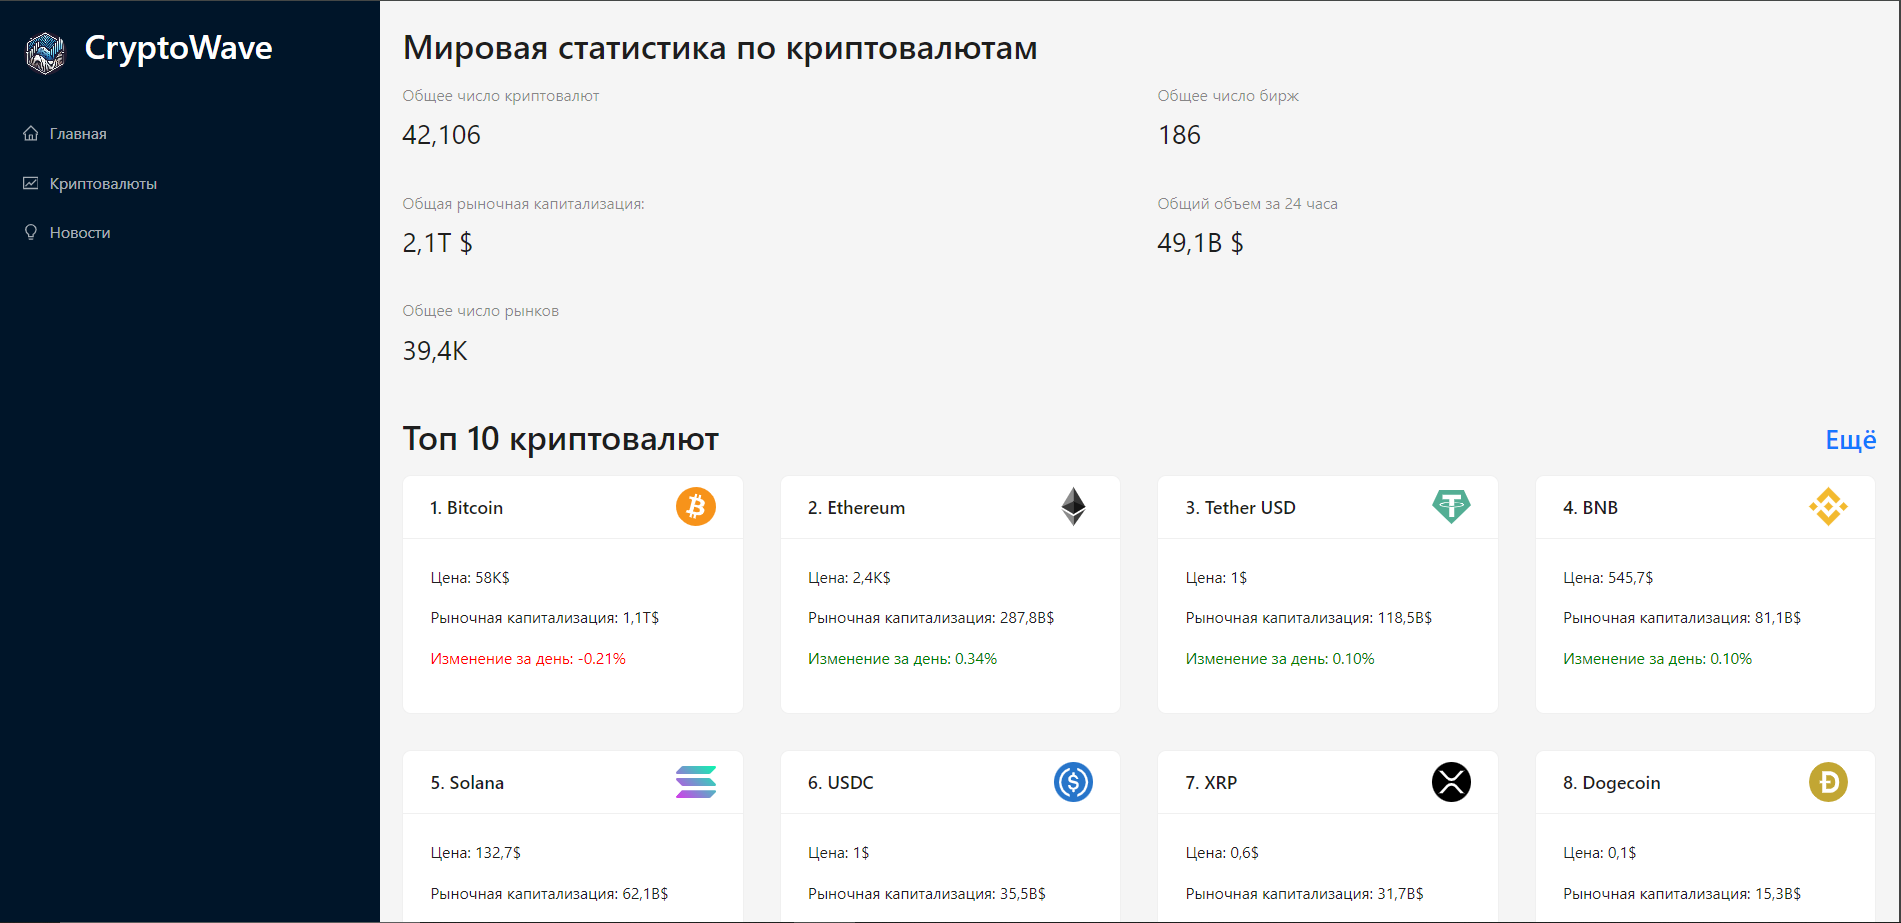 CryptoWave
Главная
Криптовалюты
Новости
Мировая статистика по криптовалютам
Общее число криптовалют
42,106
Общее число бирж
186
Общая рыночная капитализация:
2,1T $
Общий объем за 24 часа
49,1B $
Общее число рынков
39,4K
Топ 10 криптовалют
Ещё
1. Bitcoin
Цена: 58K$
Рыночная капитализация: 1,1T$
Изменение за день: -0.21%
2. Ethereum
Цена: 2,4K$
Рыночная капитализация: 287,8B$
Изменение за день: 0.34%
3. Tether USD
Цена: 1$
Рыночная капитализация: 118,5B$
Изменение за день: 0.10%
4. BNB
Цена: 545,7$
Рыночная капитализация: 81,1B$
Изменение за день: 0.10%
5. Solana
Цена: 132,7$
Рыночная капитализация: 62,1B$
6. USDC
Цена: 1$
Рыночная капитализация: 35,5B$
7. XRP
Цена: 0,6$
Рыночная капитализация: 31,7B$
8. Dogecoin
Цена: 0,1$
Рыночная капитализация: 15,3B$